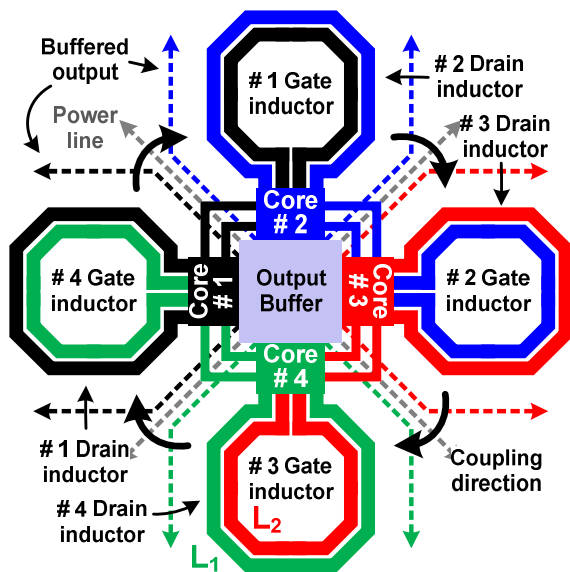 Buffered
output
Power
line
# 1 Gate
inductor
# 2 Drain
inductor
# 3 Drain
inductor
Core
# 2
# 4 Gate
inductor
Core
# 1
Output
Buffer
Core
# 3
# 2 Gate
inductor
Core
# 4
# 1 Drain
inductor
# 4 Drain
inductor
# 3 Gate
inductor
L2
L1
Coupling
direction